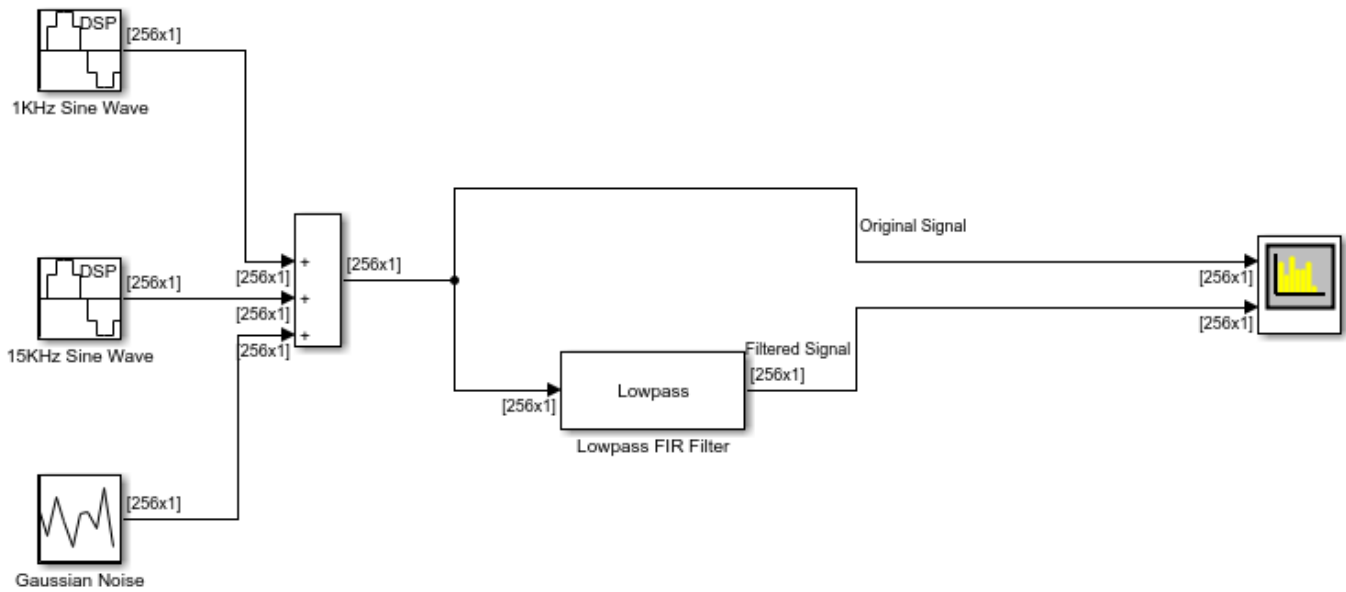 DSP
[256x1]
1KHz Sine Wave
DSP
[256x1]
15KHz Sine Wave
[256x1]
Gaussian Noise
+
[256x1]
+
[256x1]
+
[256x1]
[256x1]
Original Signal
[256x1]
[256x1]
Lowpass
Lowpass FIR Filter
Filtered Signal
[256x1]
[256x1]